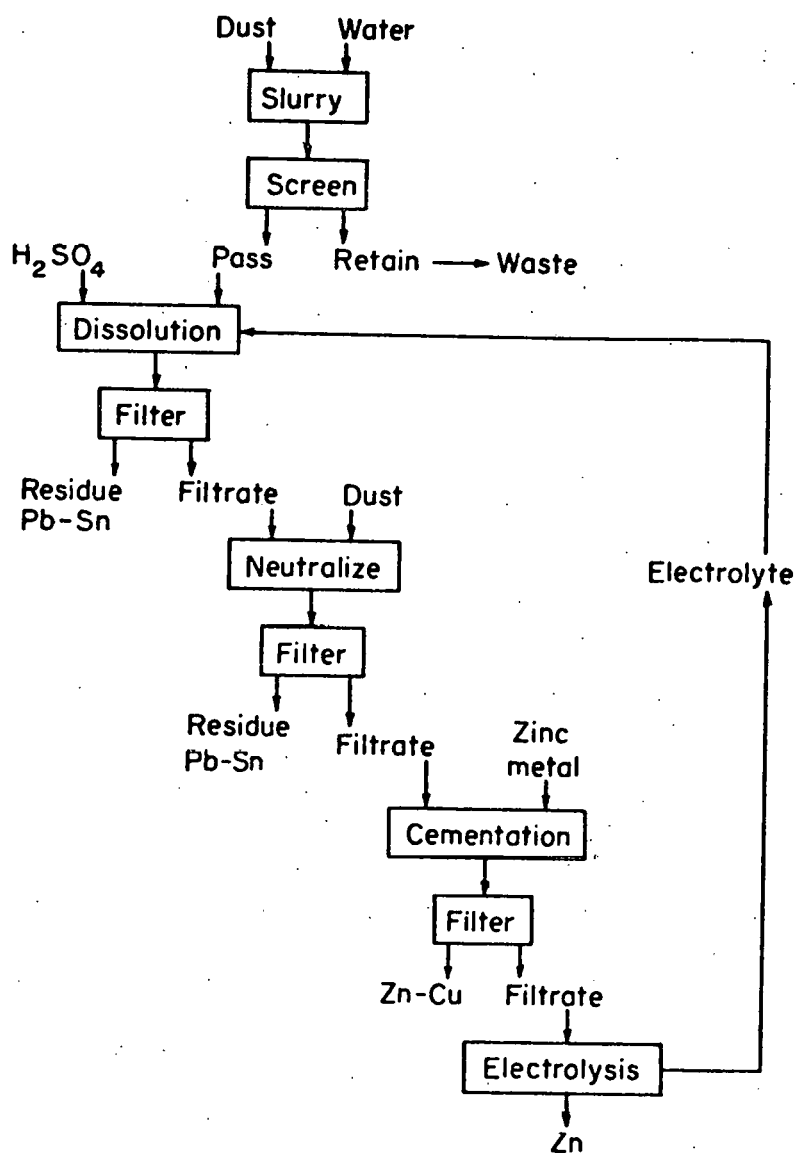 Dust Water
Slurry
Screen
H₂SO₄ Pass Retain Waste
Dissolution
Filter
Residue Filtrate Dust
Pb-Sn
Neutralize
Electrolyte
Filter
Residue Filtrate Zinc
Pb-Sn metal
Cementation
Filter
Zn-Cu Filtrate
Electrolysis
Zn